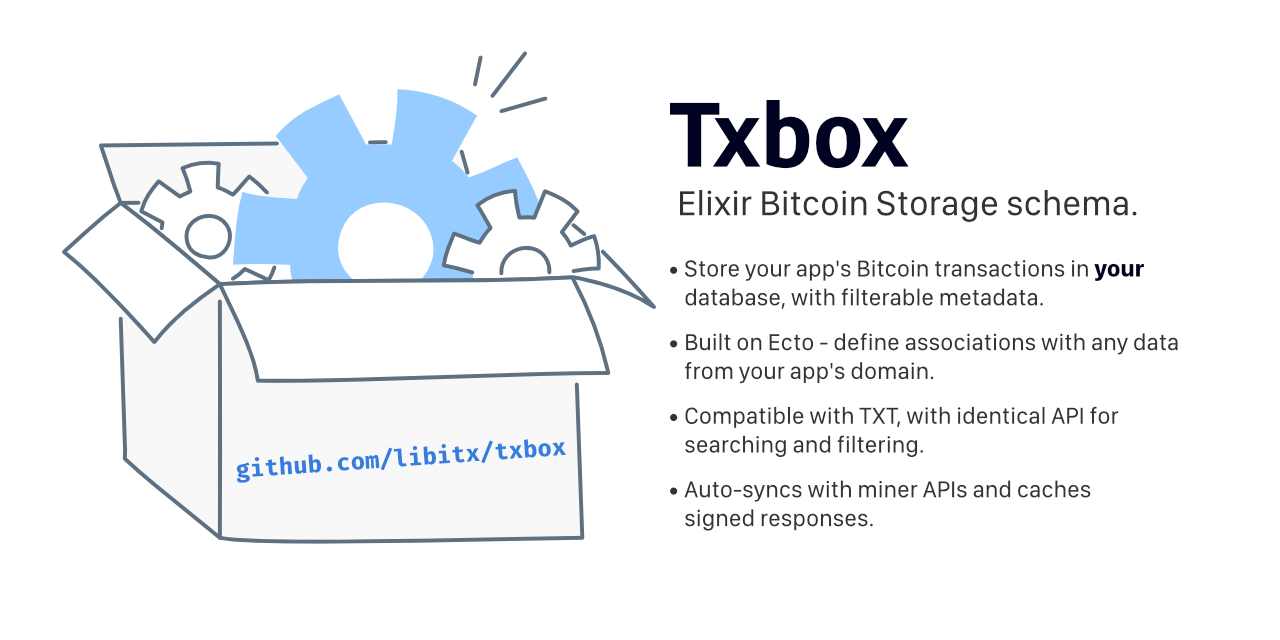 Txbox
Elixir Bitcoin Storage schema.
• Store your app's Bitcoin transactions in your
database, with filterable metadata.
• Built on Ecto - define associations with any data
from your app's domain.
• Compatible with TXT, with identical API for
searching and filtering.
• Auto-syncs with miner APIs and caches
signed responses.
github.com/libitx/txbox